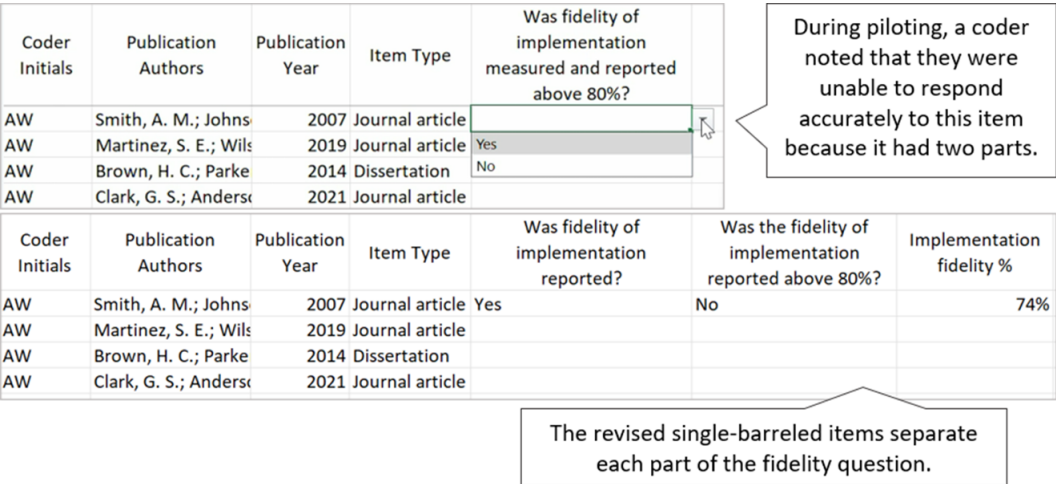 Coder Initials Publication Authors Publication Year Item Type Was fidelity of implementation measured and reported above 80%?
AW Smith, A. M.; Johns 2007 Journal article
AW Martinez, S. E.; Wils 2019 Journal article Yes
AW Brown, H. C.; Parke 2014 Dissertation No
AW Clark, G. S.; Anderso 2021 Journal article
During piloting, a coder
noted that they were
unable to respond
accurately to this item
because it had two parts.
Coder Initials Publication Authors Publication Year Item Type Was fidelity of implementation reported? Was the fidelity of implementation reported above 80%? Implementation fidelity %
AW Smith, A. M.; Johns 2007 Journal article Yes No 74%
AW Martinez, S. E.; Wils 2019 Journal article
AW Brown, H. C.; Parke 2014 Dissertation
AW Clark, G. S.; Anderso 2021 Journal article
The revised single-barreled items separate
each part of the fidelity question.